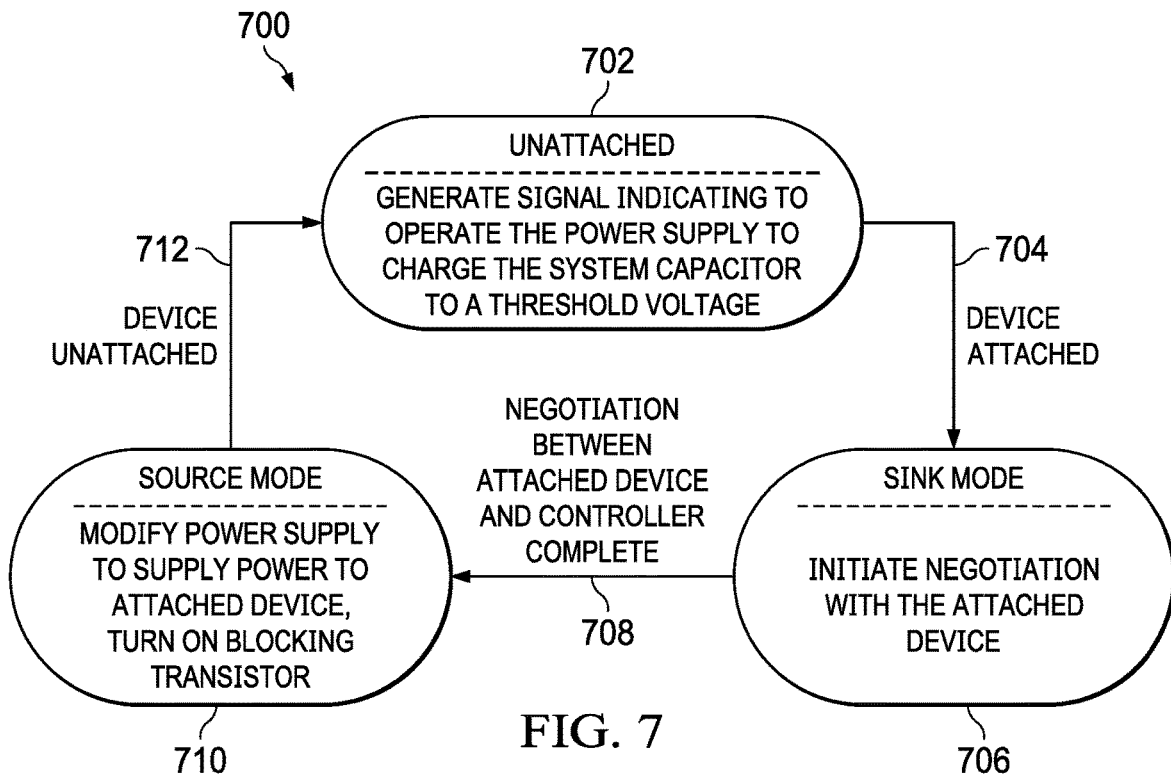 700
702
UNATTACHED
GENERATE SIGNAL INDICATING TO
OPERATE THE POWER SUPPLY TO
CHARGE THE SYSTEM CAPACITOR
TO A THRESHOLD VOLTAGE
712
DEVICE
UNATTACHED
704
DEVICE
ATTACHED
NEGOTIATION
BETWEEN
ATTACHED DEVICE
AND CONTROLLER
COMPLETE
708
SOURCE MODE
MODIFY POWER SUPPLY
TO SUPPLY POWER TO
ATTACHED DEVICE,
TURN ON BLOCKING
TRANSISTOR
710
SINK MODE
INITIATE NEGOTIATION
WITH THE ATTACHED
DEVICE
706
FIG. 7